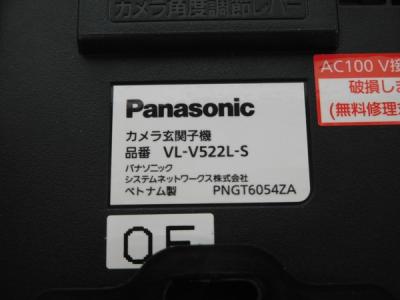 カメラ角度調節レバー
AC100 V接
破損しま
(無料修理
Panasonic
カメラ玄関子機
品番 VL-V522L-S
パナソニック
システムネットワークス株式会社
ベトナム製 PNGT6054ZA